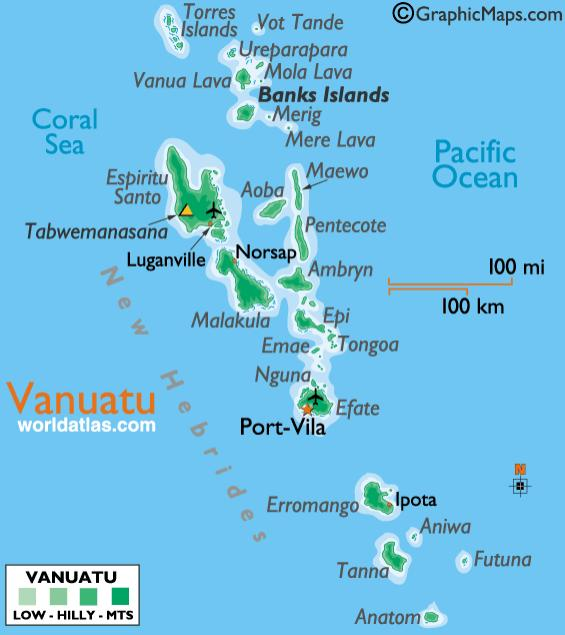 ©GraphicMaps.com
Torres
Islands
Vot Tande
Ureparapara
Mola Lava
Vanua Lava
Banks Islands
Merig
Mere Lava
Coral
Sea
Pacific
Ocean
Espiritu
Santo
Maewo
Aoba
Tabwemanasana
Pentecote
Luganville
Norsap
Ambryn
100 mi
100 km
New Hebrides
Malakula
Epi
Emae
Tongoa
Nguna
Vanuatu
worldatlas.com
Efate
Port-Vila
N
Erromango
Ipota
Aniwa
Tanna
Futuna
Anatom
VANUATU
LOW - HILLY - MTS